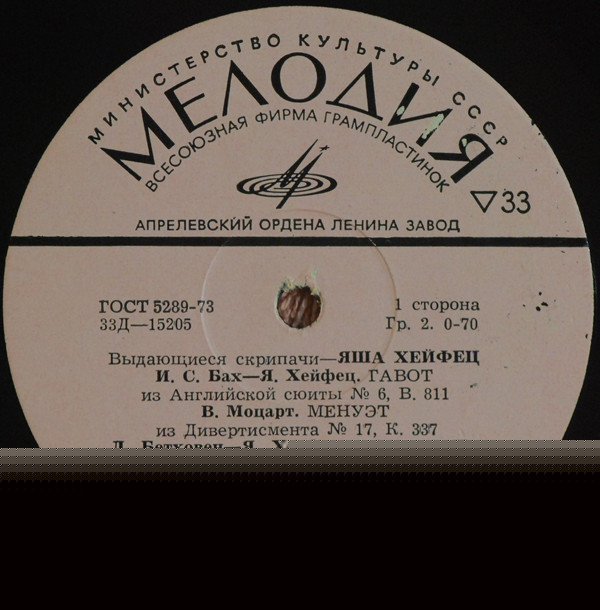 МИНИСТЕРСТВО КУЛЬТУРЫ СССР
МЕЛОДИЯ
ВСЕСОЮЗНАЯ ФИРМА ГРАМПЛАСТИНОК
▽33
АПРЕЛЕВСКИЙ ОРДЕНА ЛЕНИНА ЗАВОД
ГОСТ 5289-73
33Д—15205
1 сторона
Гр. 2. 0-70
Выдающиеся скрипачи—ЯША ХЕЙФЕЦ
И. С. Бах—Я. Хейфец. ГАВОТ
из Английской сюиты № 6, В. 811
В. Моцарт. МЕНУЭТ
из Дивертисмента № 17, К. 337
Л. Бетховен—Я. Х